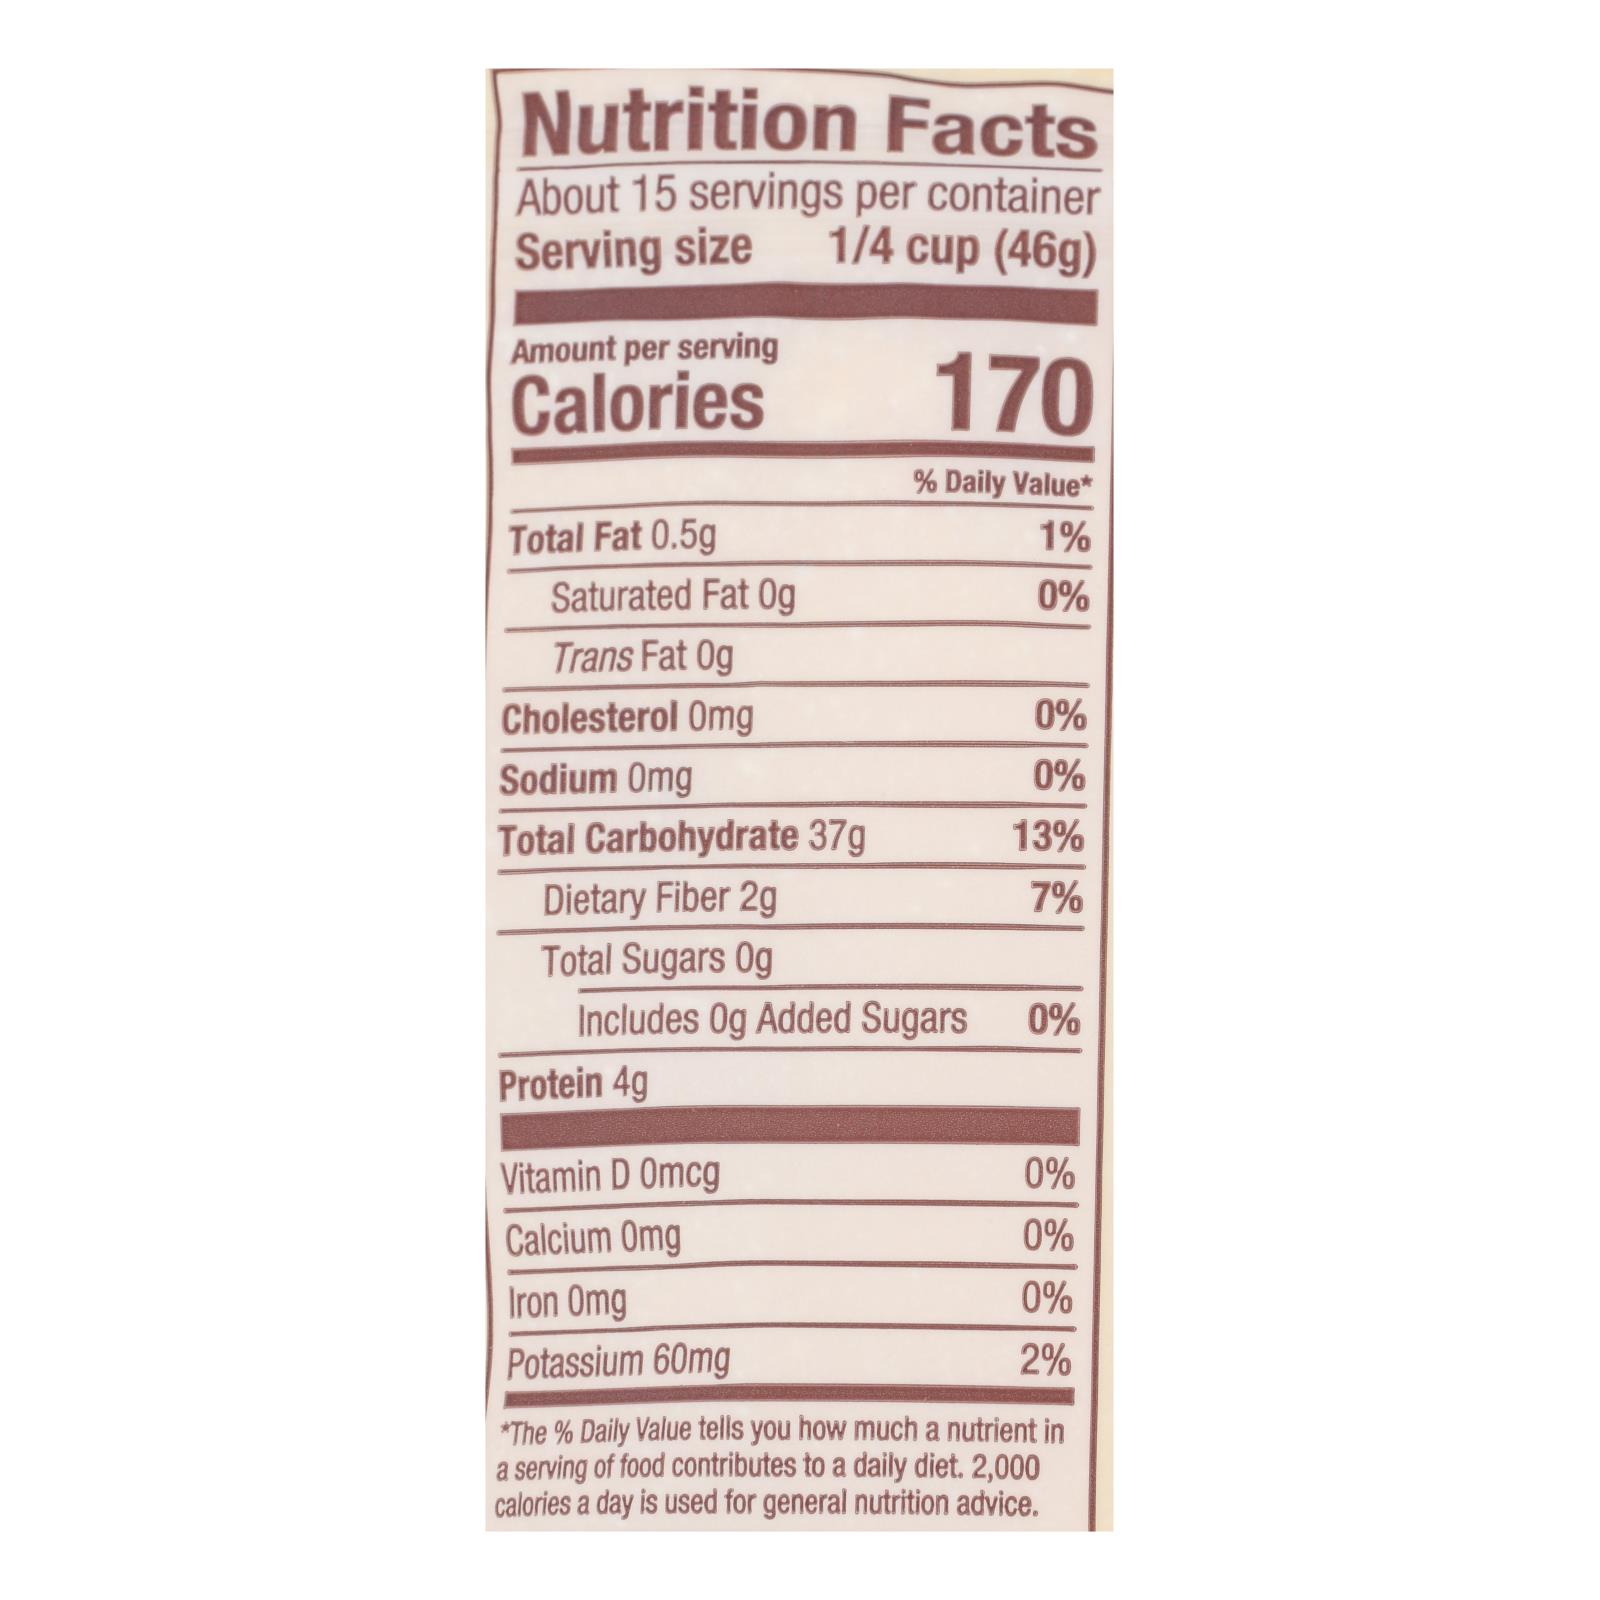 Nutrition Facts
About 15 servings per container
Serving size 1/4 cup (46g)
Amount per serving
Calories 170
% Daily Value*
Total Fat 0.5g 1%
Saturated Fat 0g 0%
Trans Fat 0g
Cholesterol 0mg 0%
Sodium 0mg 0%
Total Carbohydrate 37g 13%
Dietary Fiber 2g 7%
Total Sugars 0g
Includes 0g Added Sugars 0%
Protein 4g
Vitamin D 0mcg 0%
Calcium 0mg 0%
Iron 0mg 0%
Potassium 60mg 2%
*The % Daily Value tells you how much a nutrient in
a serving of food contributes to a daily diet. 2,000
calories a day is used for general nutrition advice.